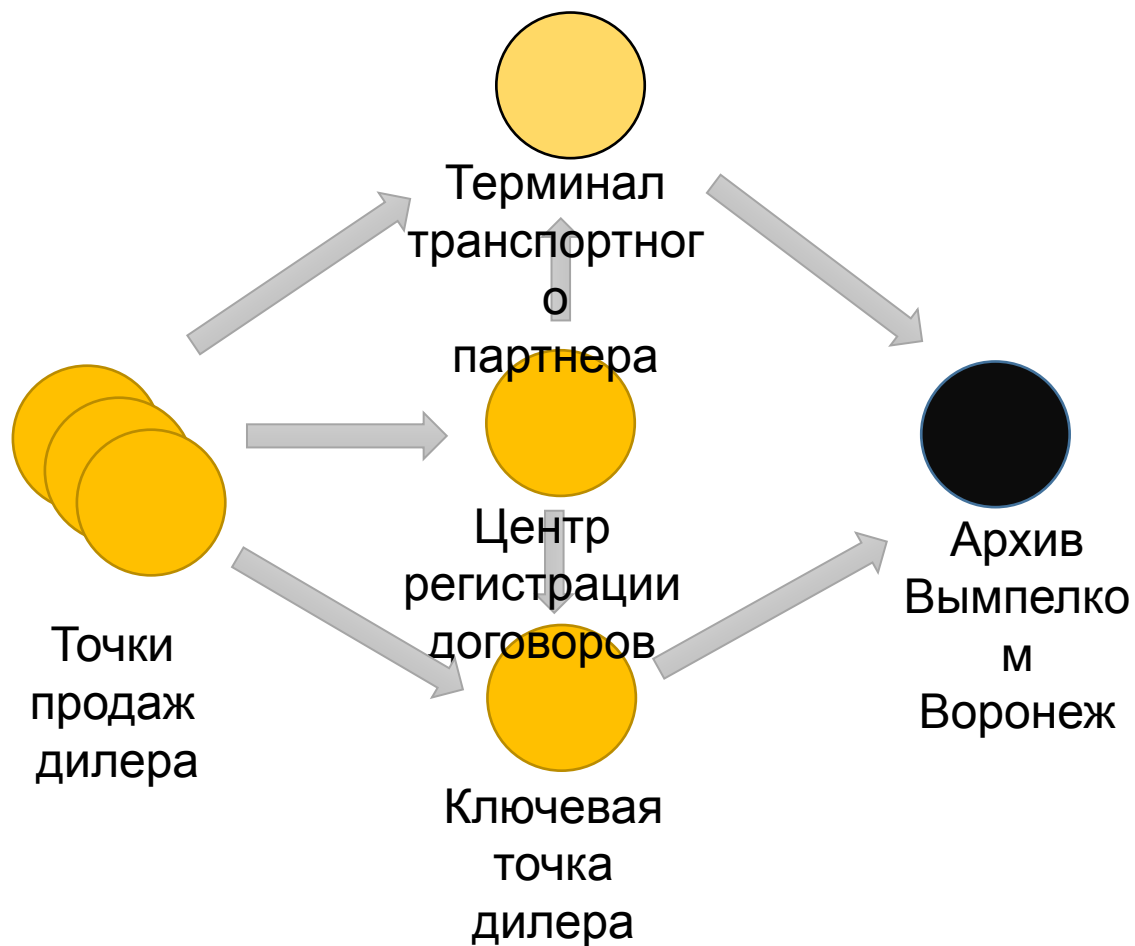 Терминал
транспортног
о
партнера
Центр
регистрации
договоров
Архив
Вымпелко
м
Воронеж
Точки
продаж
дилера
Ключевая
точка
дилера